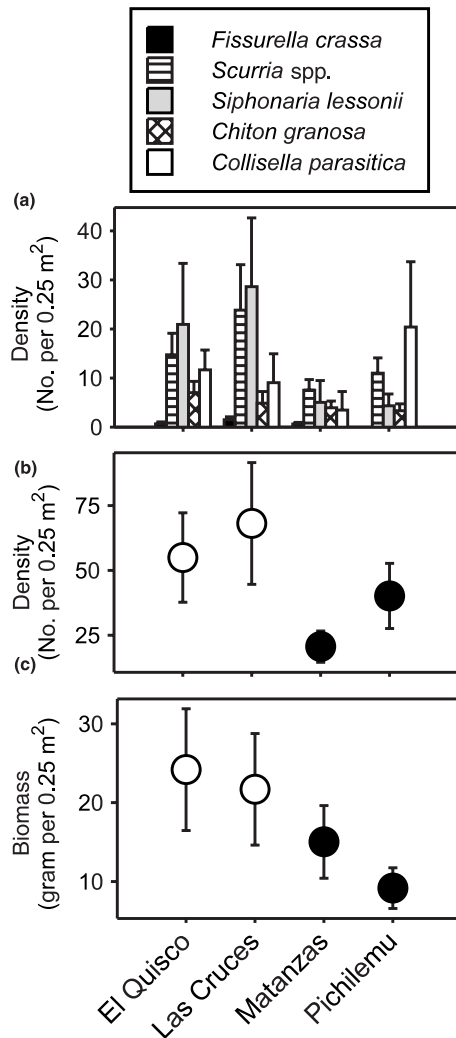 Fissurella crassa
Scurria spp.
Siphonaria lessonii
Chiton granosa
Collisella parasitica
(a)
Density
(No. per 0.25 m²)
40
30
20
10
0
(b)
Density
(No. per 0.25 m²)
75
50
25
(c)
Biomass
(gram per 0.25 m²)
30
20
10
El Quisco
Las Cruces
Matanzas
Pichilemu